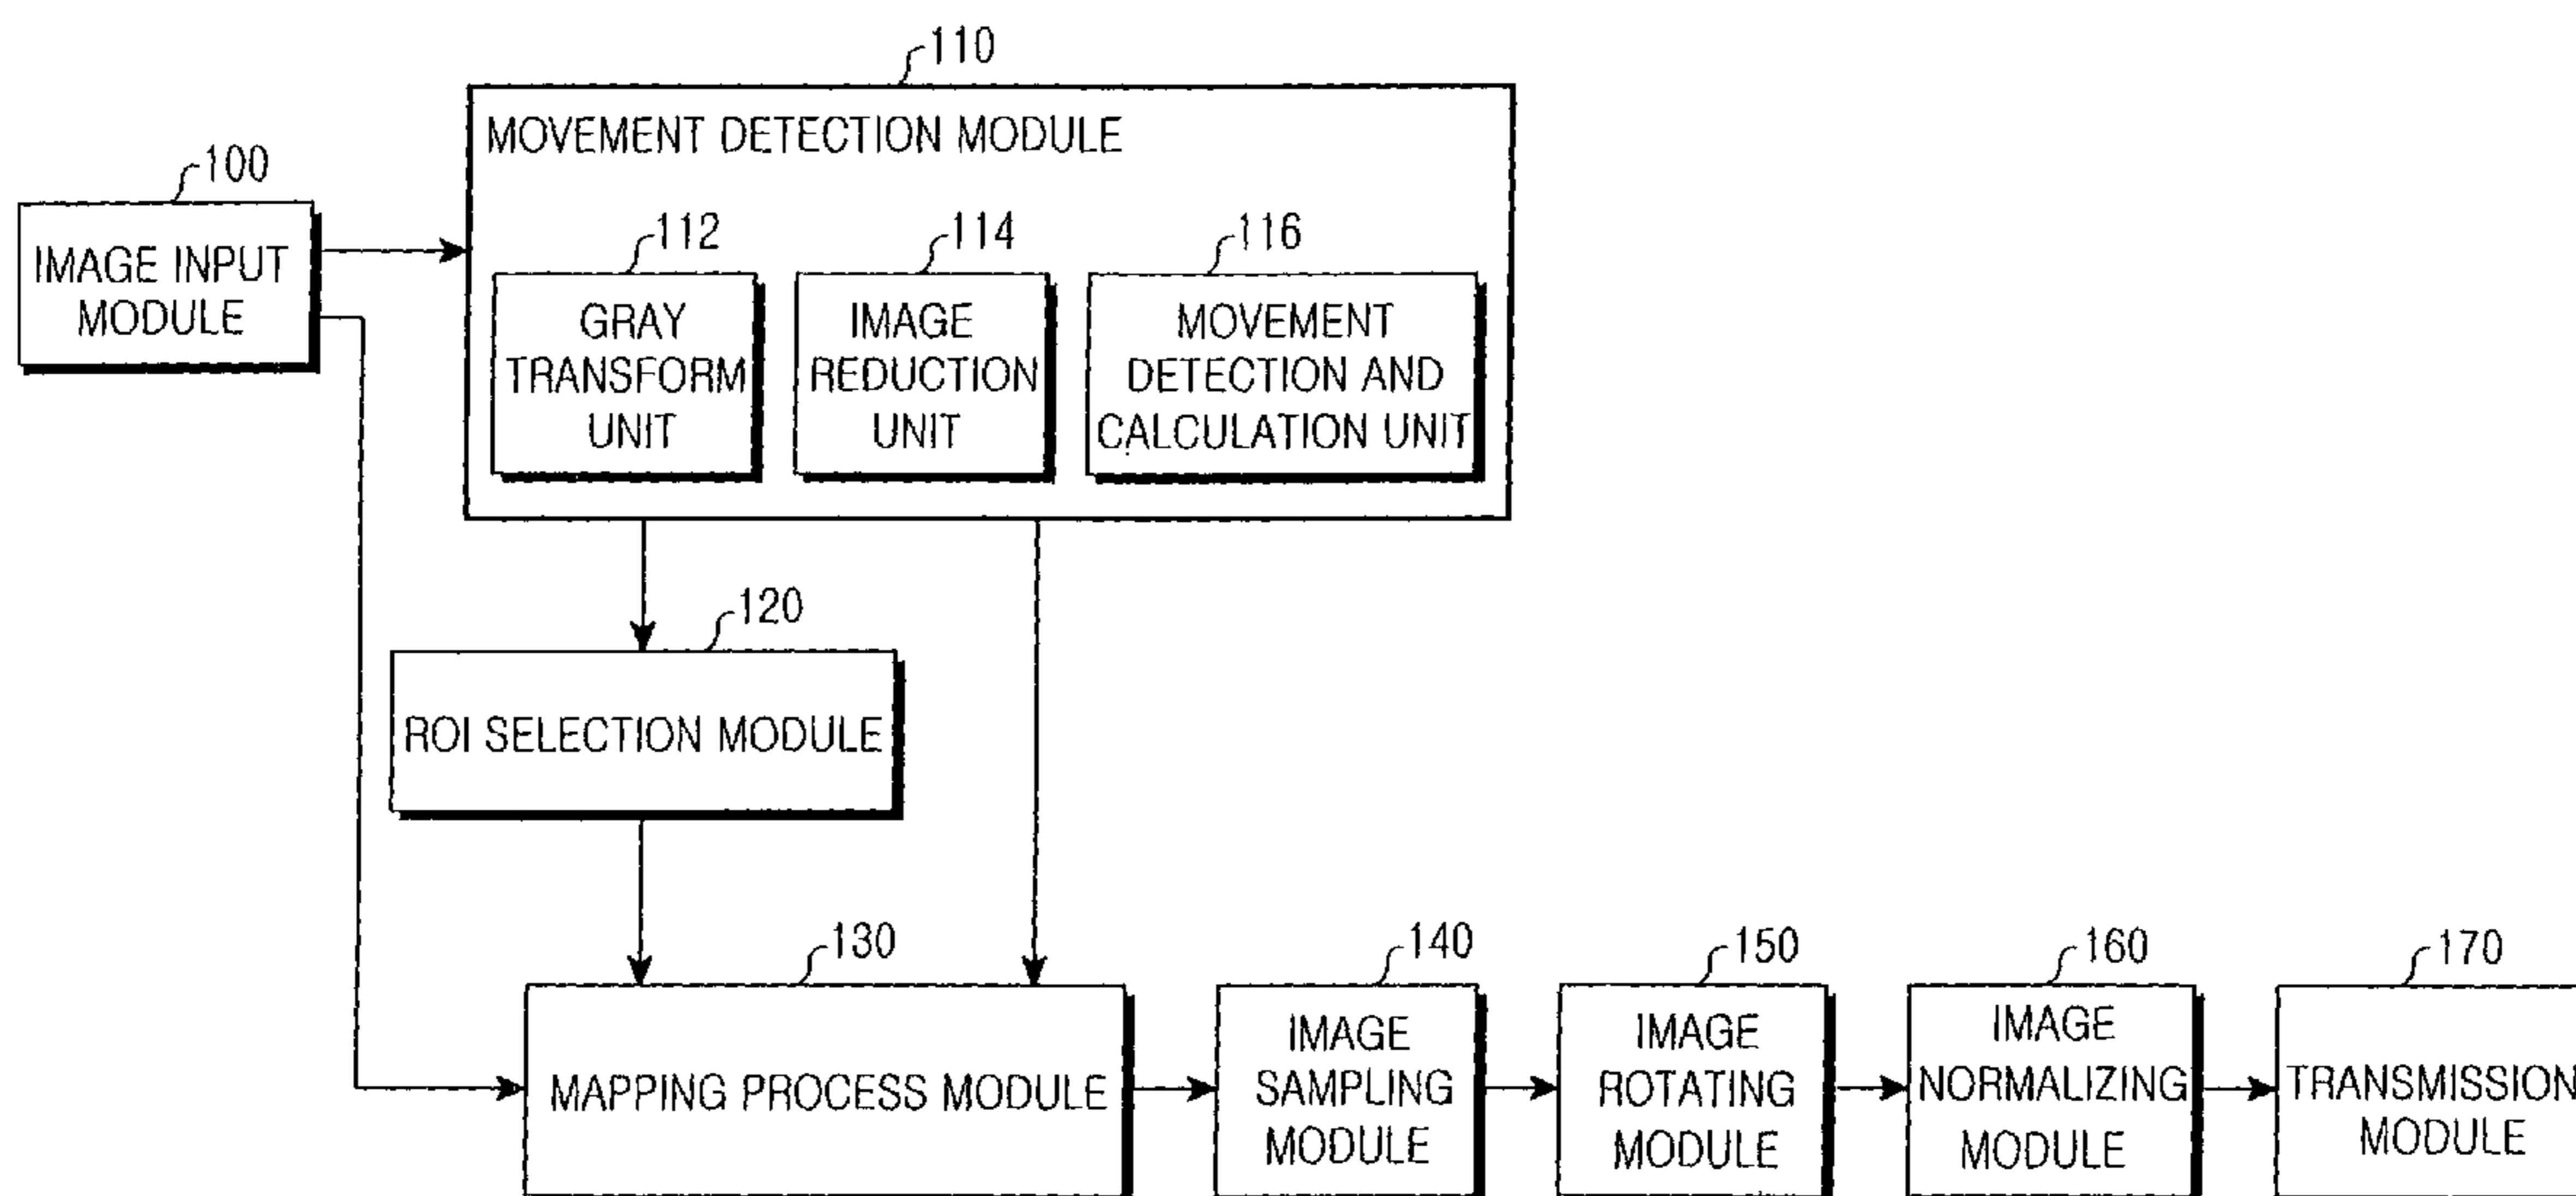 110
MOVEMENT DETECTION MODULE
100
IMAGE INPUT
MODULE
112
GRAY
TRANSFORM
UNIT
114
IMAGE
REDUCTION
UNIT
116
MOVEMENT
DETECTION AND
CALCULATION UNIT
120
ROI SELECTION MODULE
130
MAPPING PROCESS MODULE
140
IMAGE
SAMPLING
MODULE
150
IMAGE
ROTATING
MODULE
160
IMAGE
NORMALIZING
MODULE
170
TRANSMISSION
MODULE